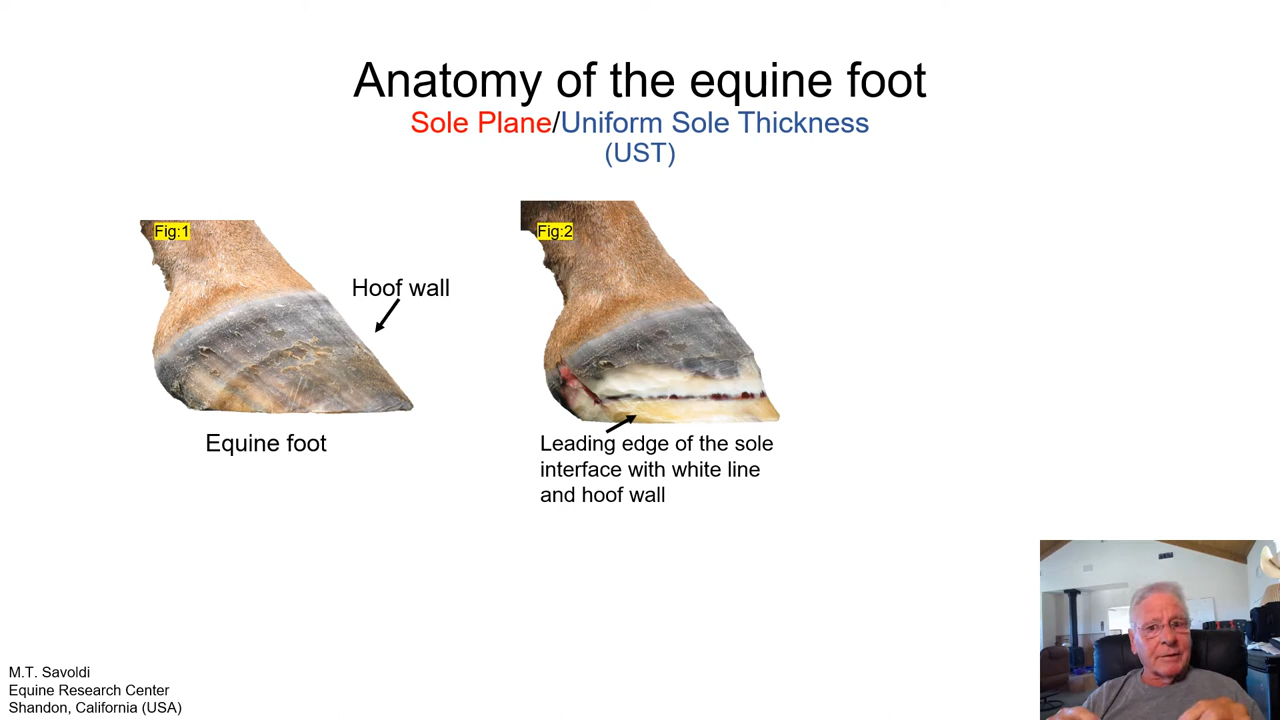 Anatomy of the equine foot
Sole Plane/Uniform Sole Thickness
(UST)
Fig:1
Fig:2
Hoof wall
Equine foot
Leading edge of the sole
interface with white line
and hoof wall
M.T. Savoldi
Equine Research Center
Shandon, California (USA)